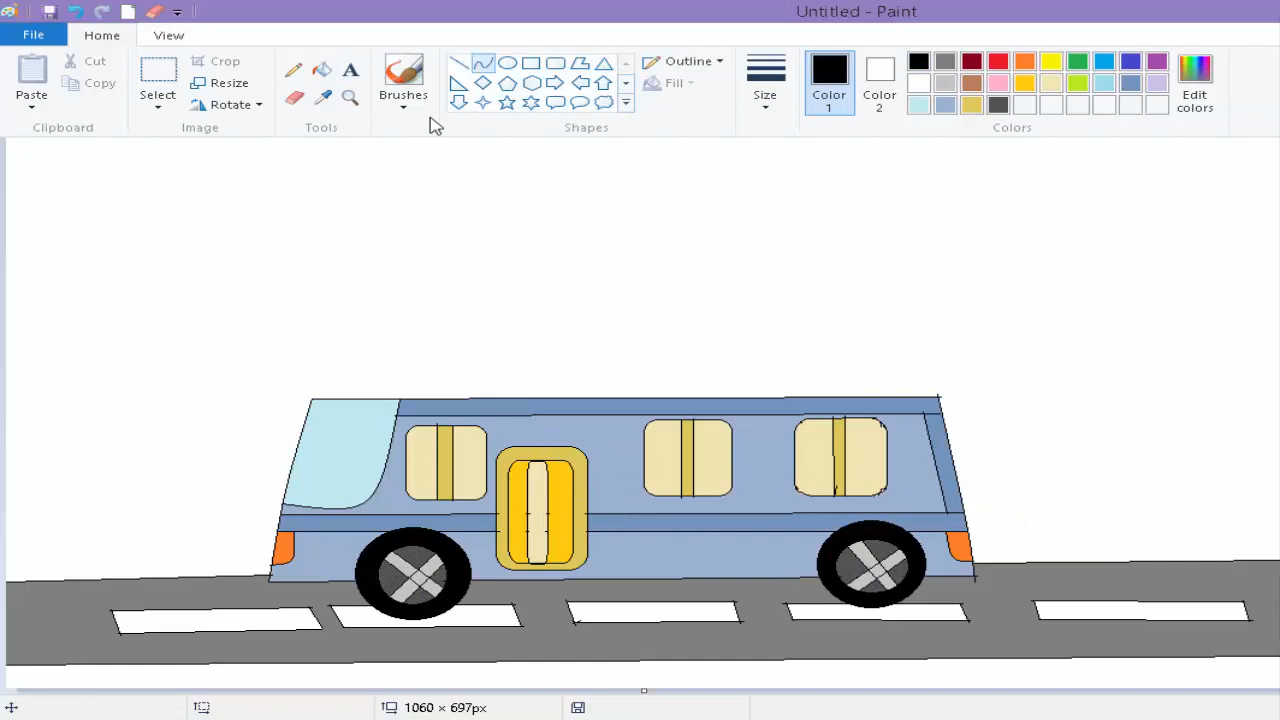 Untitled - Paint
File Home View
Paste Cut Copy
Clipboard
Select Crop Resize Rotate
Image
A
Tools
Brushes
Outline Fill
Shapes
Size
Color 1
Color 2
Edit colors
Colors
1060 × 697px